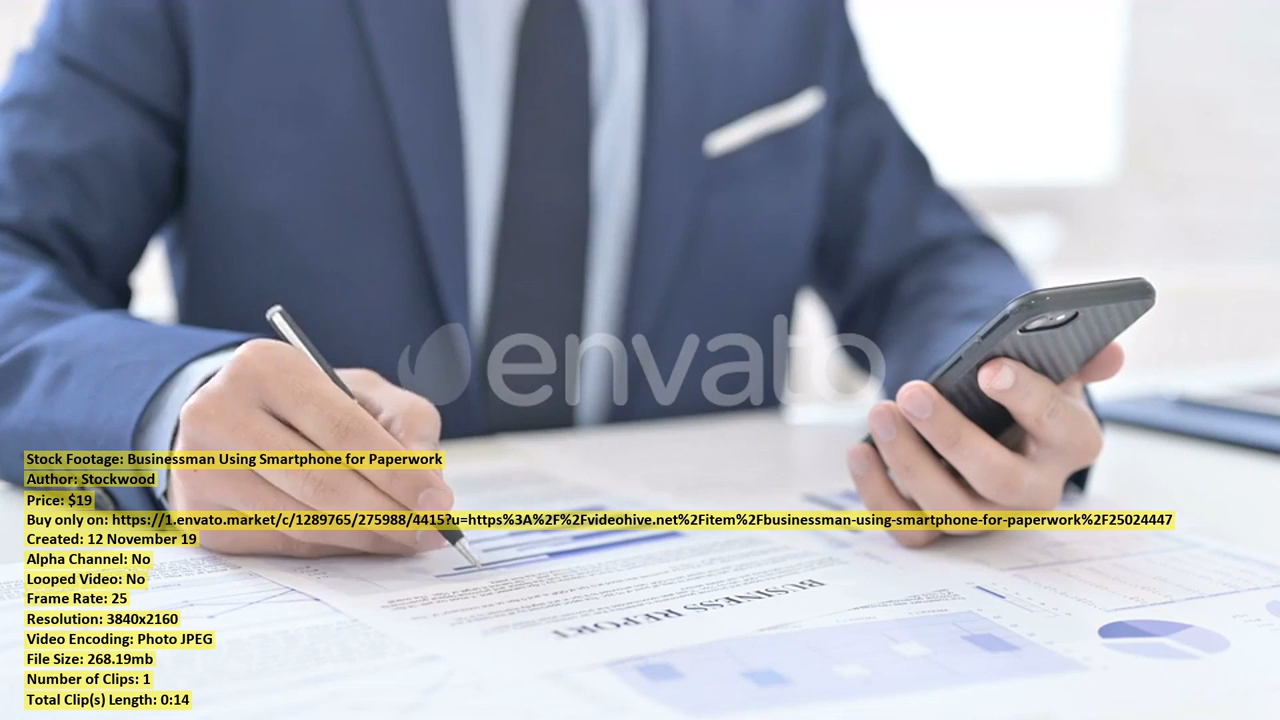 envato
Stock Footage: Businessman Using Smartphone for Paperwork
Author: Stockwood
Price: $19
Buy only on: https://1.envato.market/c/1289765/275988/4415?u=https%3A%2F%2Fvideohive.net%2Fitem%2Fbusinessman-using-smartphone-for-paperwork%2F25024447
Created: 12 November 19
Alpha Channel: No
Looped Video: No
Frame Rate: 25
Resolution: 3840x2160
Video Encoding: Photo JPEG
File Size: 268.19mb
Number of Clips: 1
Total Clip(s) Length: 0:14
BUSINESS REPORT